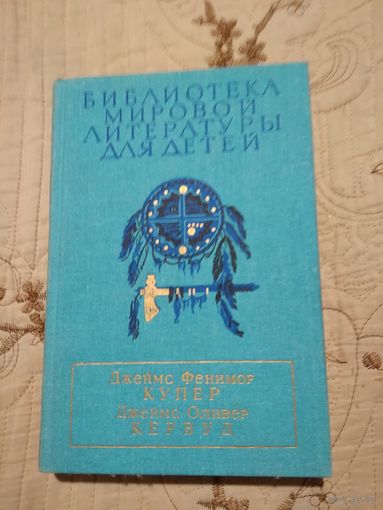 БИБЛИОТЕКА
МИРОВОЙ
ЛИТЕРАТУРЫ
ДЛЯ ДЕТЕЙ
Джеймс Фенимор
КУПЕР
Джеймс Оливер
КЕРВУД